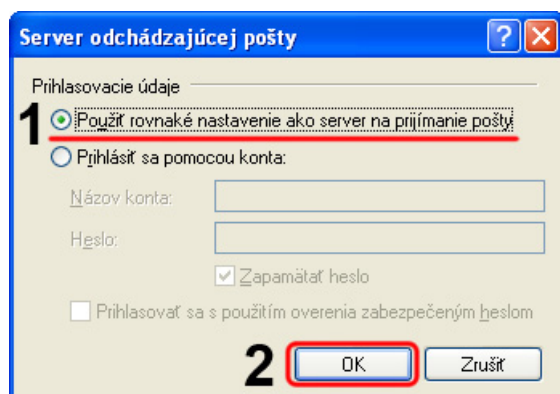 Server odchádzajúcej pošty
Prihlasovacie údaje
1 Použiť rovnaké nastavenie ako server na prijímanie pošty
Prihlásiť sa pomocou konta:
Názov konta:
Heslo:
Zapamätať heslo
Prihlasovať sa s použitím overenia zabezpečeným heslom
2 OK Zrušiť